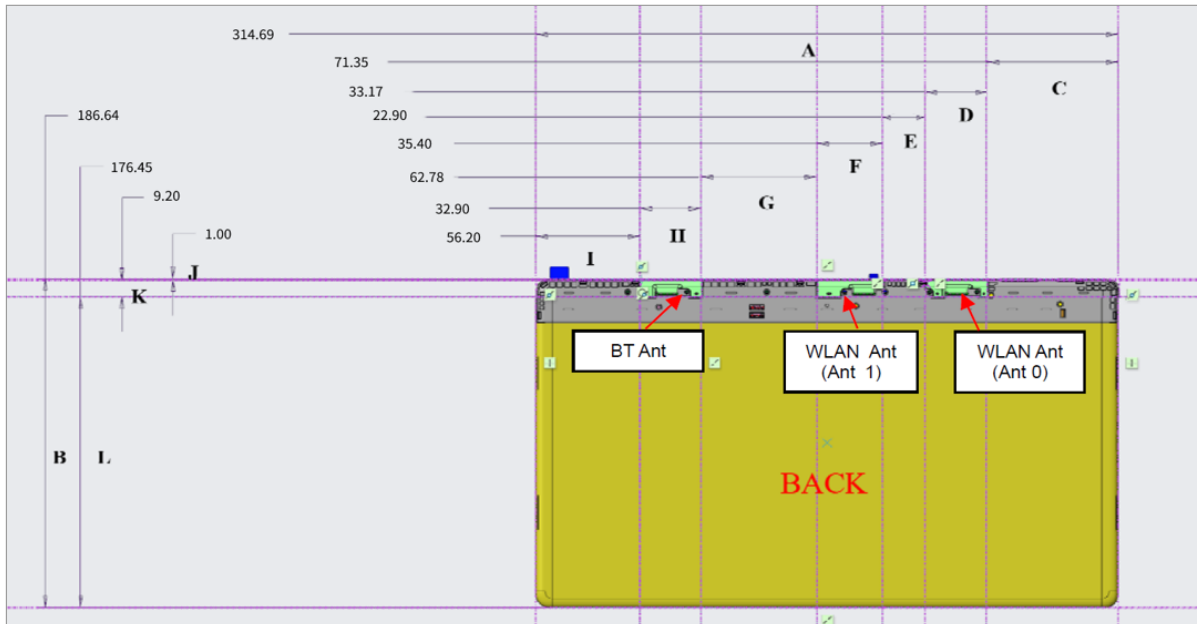 314.69
A
71.35
C
33.17
D
186.64
22.90
E
35.40
F
176.45
62.78
G
9.20
32.90
II
1.00
56.20
I
J
K
BT Ant
WLAN Ant
(Ant 1)
WLAN Ant
(Ant 0)
B
L
BACK